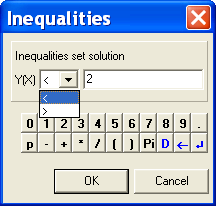 Inequalities
Inequalities set solution
Y(X) < 2
<
>
0 1 2 3 4 5 6 7 8 9 .
p - + * / ( ) Pi D ← ↵
OK Cancel